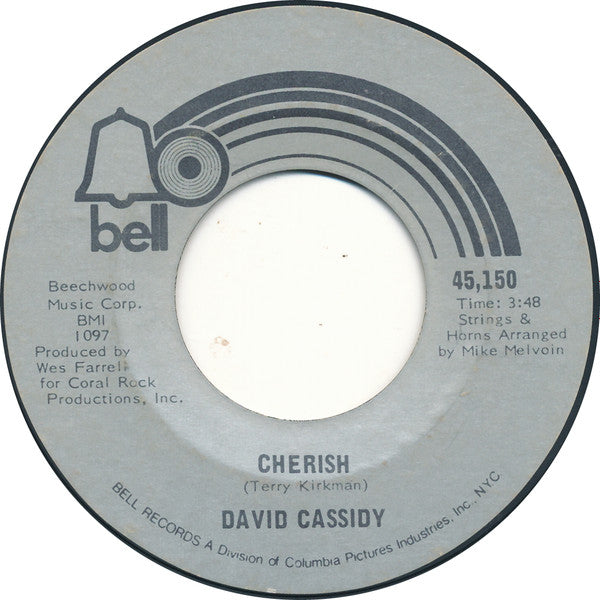 bell
Beechwood
Music Corp.
BMI
1097
Produced by
Wes Farrell
for Coral Rock
Productions, Inc.
45,150
Time: 3:48
Strings &
Horns Arranged
by Mike Melvoin
CHERISH
(Terry Kirkman)
DAVID CASSIDY
BELL RECORDS A Division of Columbia Pictures Industries, Inc., N.Y.C.